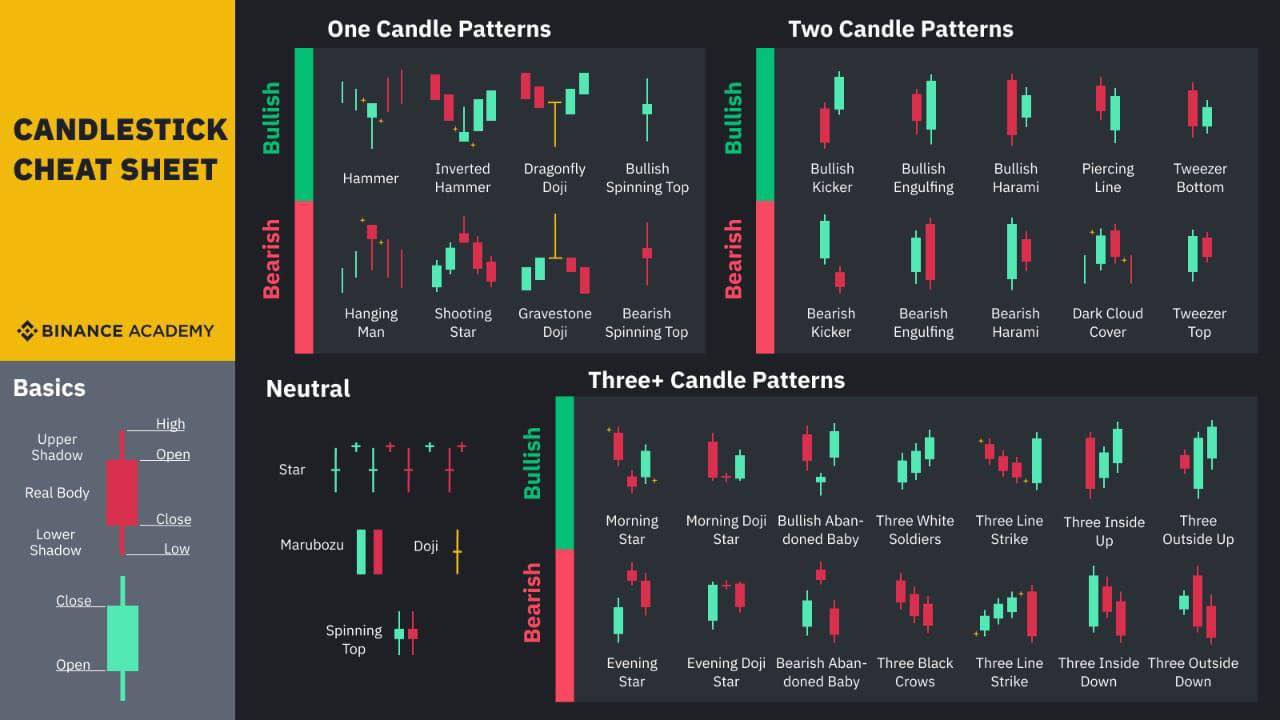 CANDLESTICK
CHEAT SHEET
BINANCE ACADEMY
Basics
High
Upper
Shadow
Open
Real Body
Close
Lower
Shadow
Low
Close
Open
One Candle Patterns
Bullish
Hammer
Inverted
Hammer
Dragonfly
Doji
Bullish
Spinning Top
Bearish
Hanging
Man
Shooting
Star
Gravestone
Doji
Bearish
Spinning Top
Two Candle Patterns
Bullish
Bullish
Kicker
Bullish
Engulfing
Bullish
Harami
Piercing
Line
Tweezer
Bottom
Bearish
Bearish
Kicker
Bearish
Engulfing
Bearish
Harami
Dark Cloud
Cover
Tweezer
Top
Neutral
Star
Marubozu
Doji
Spinning
Top
Three+ Candle Patterns
Bullish
Morning
Star
Morning Doji
Star
Bullish Aban-
doned Baby
Three White
Soldiers
Three Line
Strike
Three Inside
Up
Three
Outside Up
Bearish
Evening
Star
Evening Doji
Star
Bearish Aban-
doned Baby
Three Black
Crows
Three Line
Strike
Three Inside
Down
Three Outside
Down